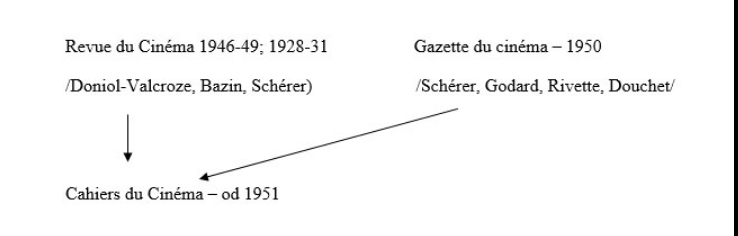 Revue du Cinéma 1946-49; 1928-31
/Doniol-Valcroze, Bazin, Schérer)
Gazette du cinéma – 1950
/Schérer, Godard, Rivette, Douchet/
Cahiers du Cinéma – od 1951